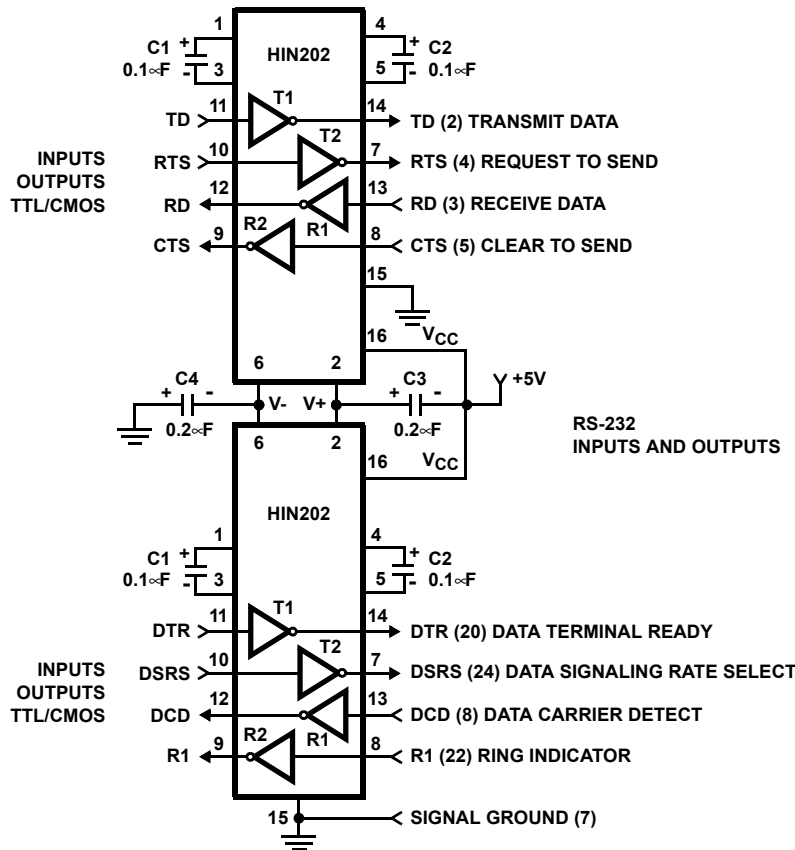 1 HIN202 4
C1 + + C2
0.1∝F - 3 5 - 0.1∝F
T1
TD 11 14 TD (2) TRANSMIT DATA
T2
INPUTS
OUTPUTS
TTL/CMOS
RTS 10 7 RTS (4) REQUEST TO SEND
RD 12 13 RD (3) RECEIVE DATA
R2 R1
CTS 9 8 CTS (5) CLEAR TO SEND
15
16 VCC
6 2
C4 C3 +5V
+ - V- V+ + -
0.2∝F 0.2∝F
RS-232
INPUTS AND OUTPUTS
6 2
16 VCC
HIN202
1 4
C1 + + C2
0.1∝F - 3 5 - 0.1∝F
T1
DTR 11 14 DTR (20) DATA TERMINAL READY
T2
INPUTS
OUTPUTS
TTL/CMOS
DSRS 10 7 DSRS (24) DATA SIGNALING RATE SELECT
DCD 12 13 DCD (8) DATA CARRIER DETECT
R2 R1
R1 9 8 R1 (22) RING INDICATOR
15 SIGNAL GROUND (7)